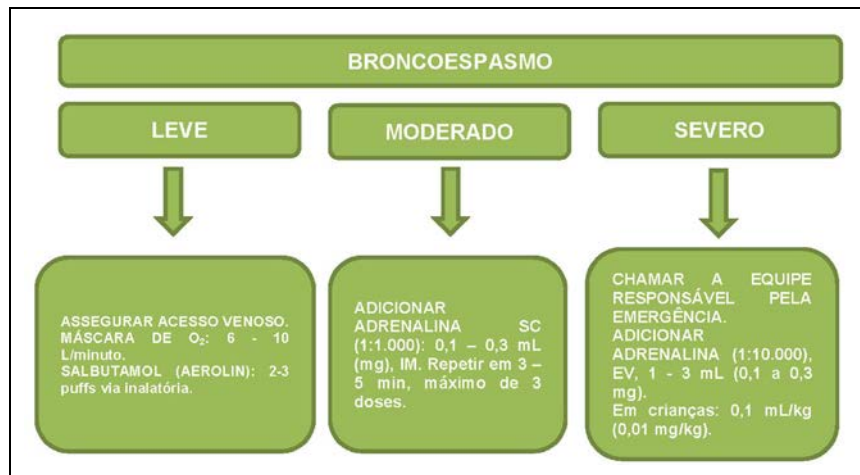 BRONCOESPASMO
LEVE
MODERADO
SEVERO
ASSEGURAR ACESSO VENOSO.
MÁSCARA DE O₂: 6 - 10
L/minuto.
SALBUTAMOL (AEROLIN): 2-3
puffs via inalatória.
ADICIONAR
ADRENALINA SC
(1:1.000): 0,1 – 0,3 mL
(mg), IM. Repetir em 3 –
5 min, máximo de 3
doses.
CHAMAR A EQUIPE
RESPONSÁVEL PELA
EMERGÊNCIA.
ADICIONAR
ADRENALINA (1:10.000),
EV, 1 - 3 mL (0,1 a 0,3
mg).
Em crianças: 0,1 mL/kg
(0,01 mg/kg).